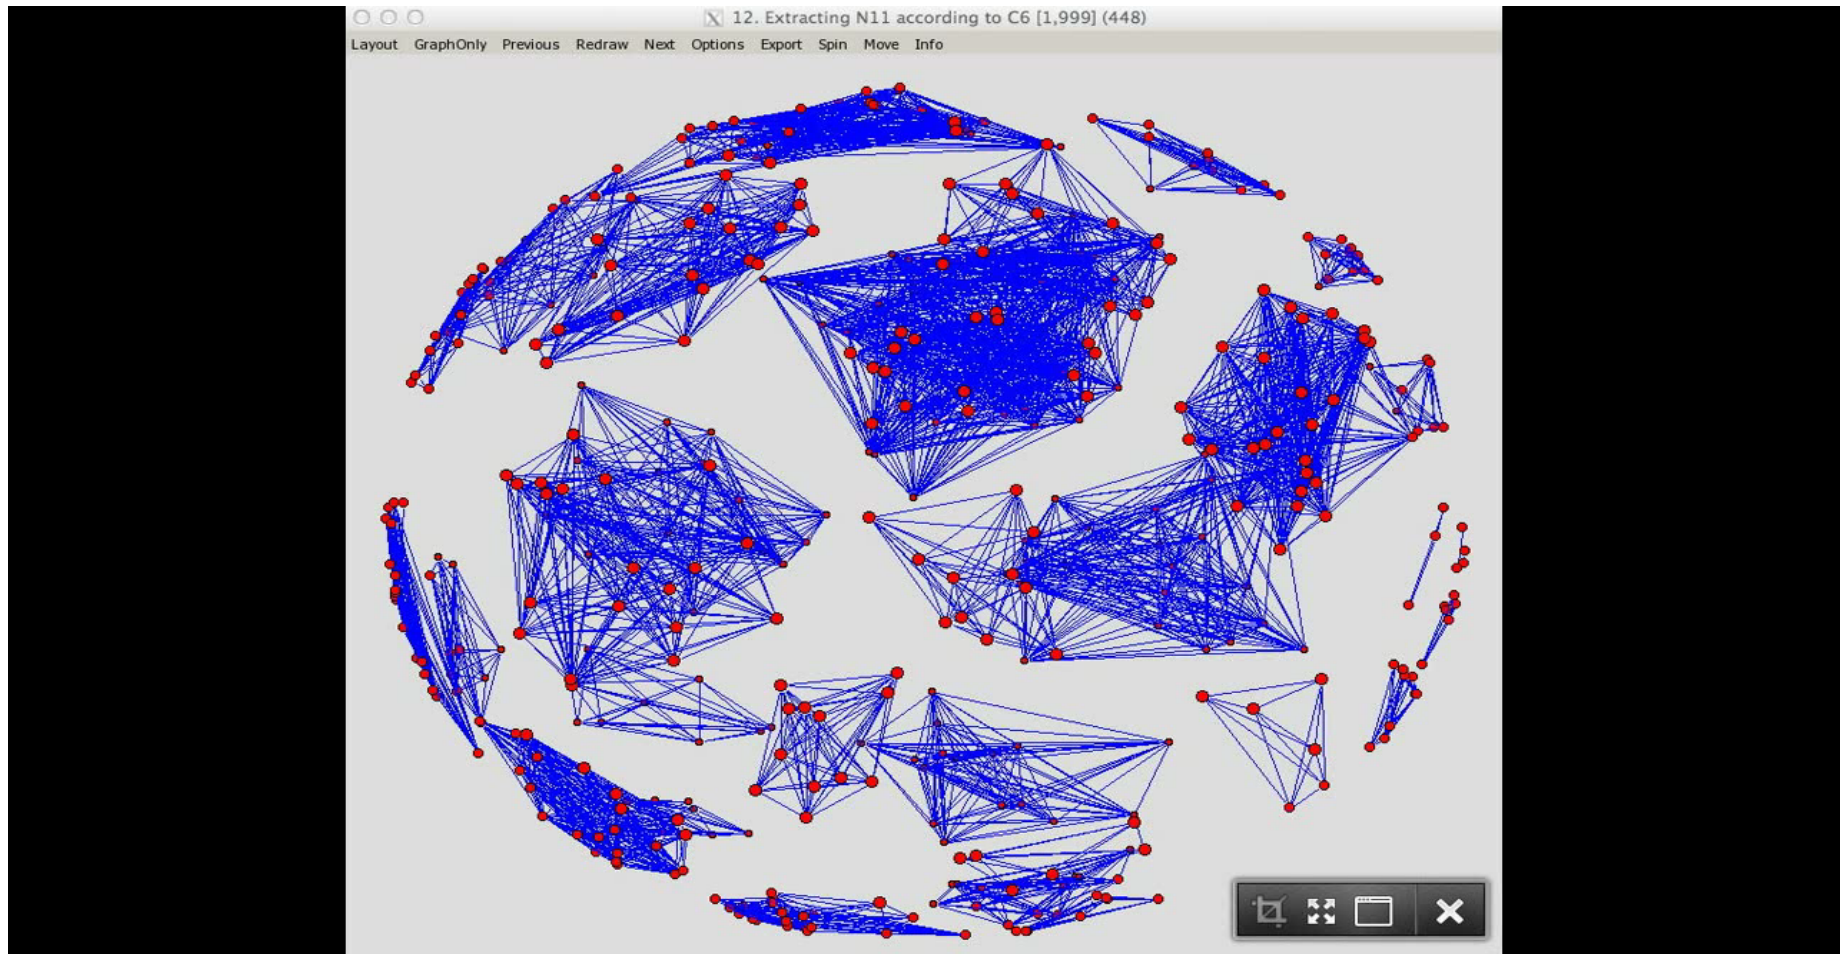 12. Extracting N11 according to C6 [1,999] (448)
Layout GraphOnly Previous Redraw Next Options Export Spin Move Info